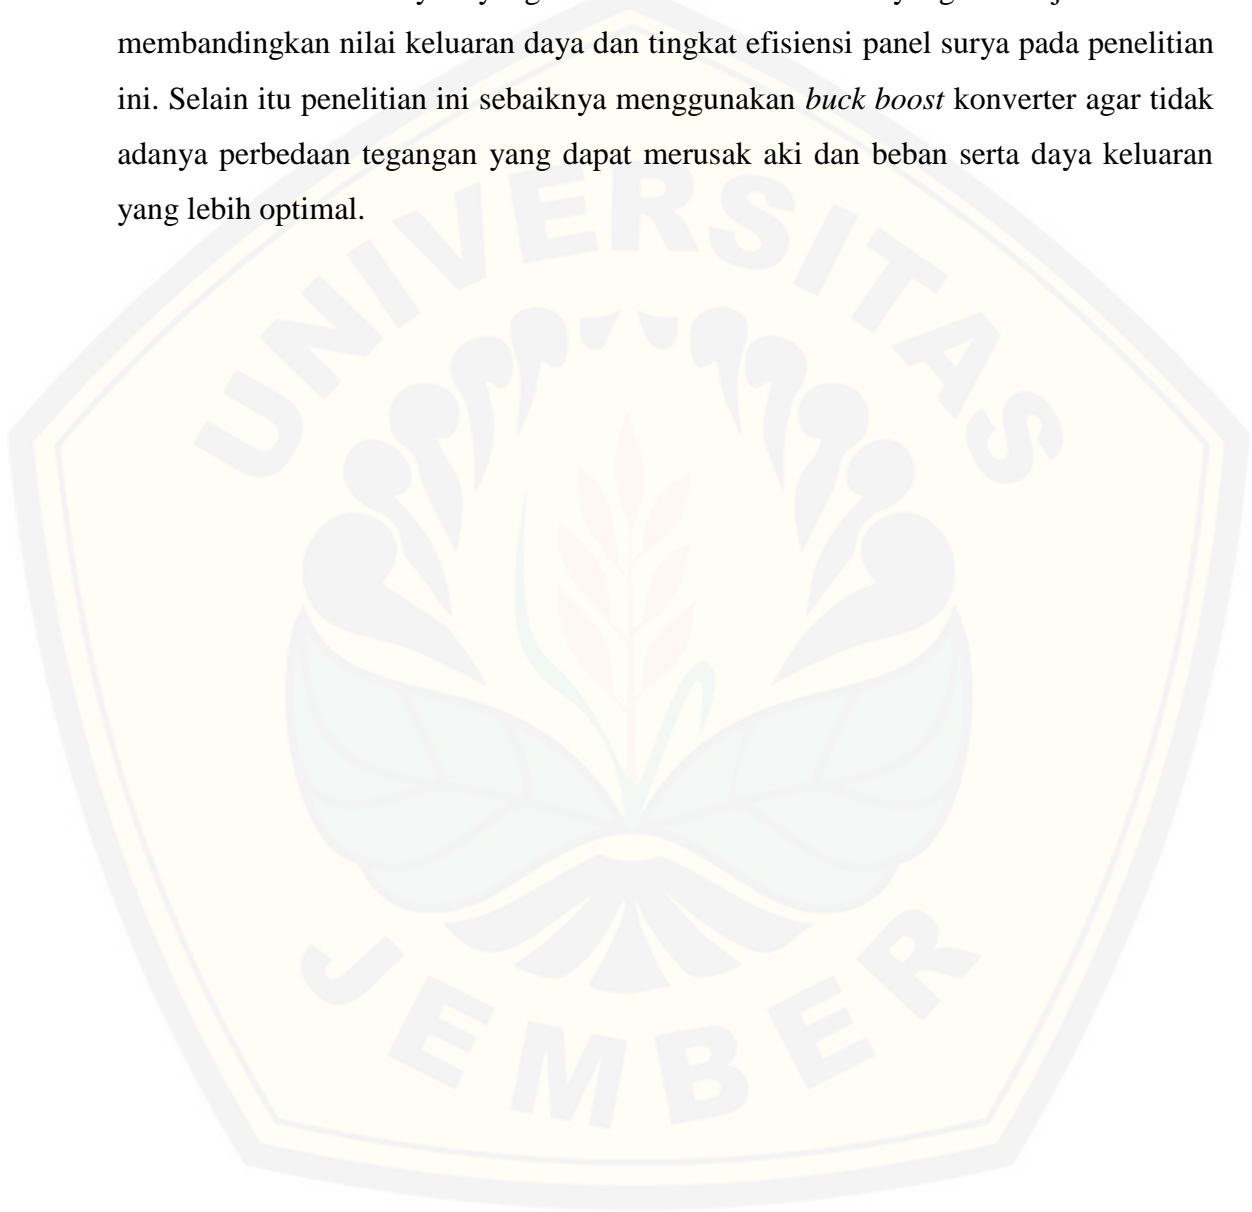 membandingkan nilai keluaran daya dan tingkat efisiensi panel surya pada penelitian
ini. Selain itu penelitian ini sebaiknya menggunakan buck boost konverter agar tidak
adanya perbedaan tegangan yang dapat merusak aki dan beban serta daya keluaran
yang lebih optimal.
UNIVERSITAS
JEMBER